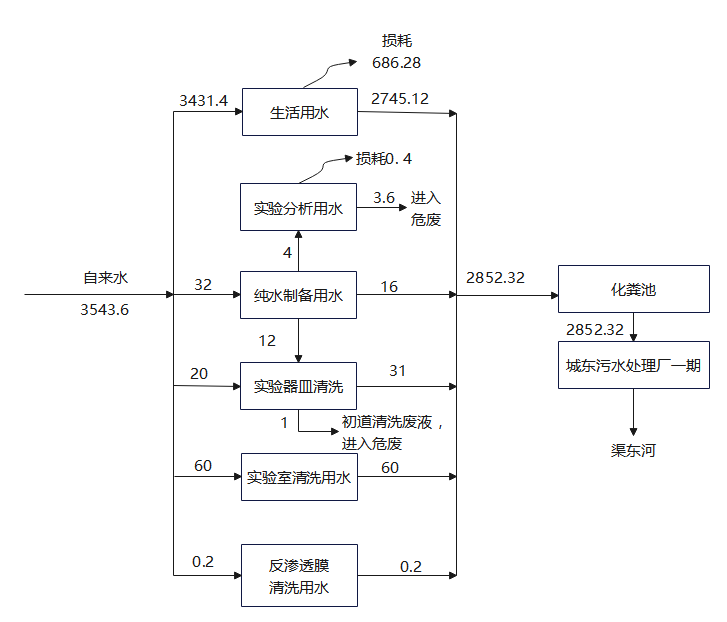 损耗
686.28
3431.4
生活用水
2745.12
损耗0.4
实验分析用水
3.6
进入
危废
4
自来水
3543.6
32
纯水制备用水
16
2852.32
化粪池
12
2852.32
城东污水处理厂一期
20
实验器皿清洗
31
1
初道清洗废液，
进入危废
渠东河
60
实验室清洗用水
60
0.2
反渗透膜
清洗用水
0.2